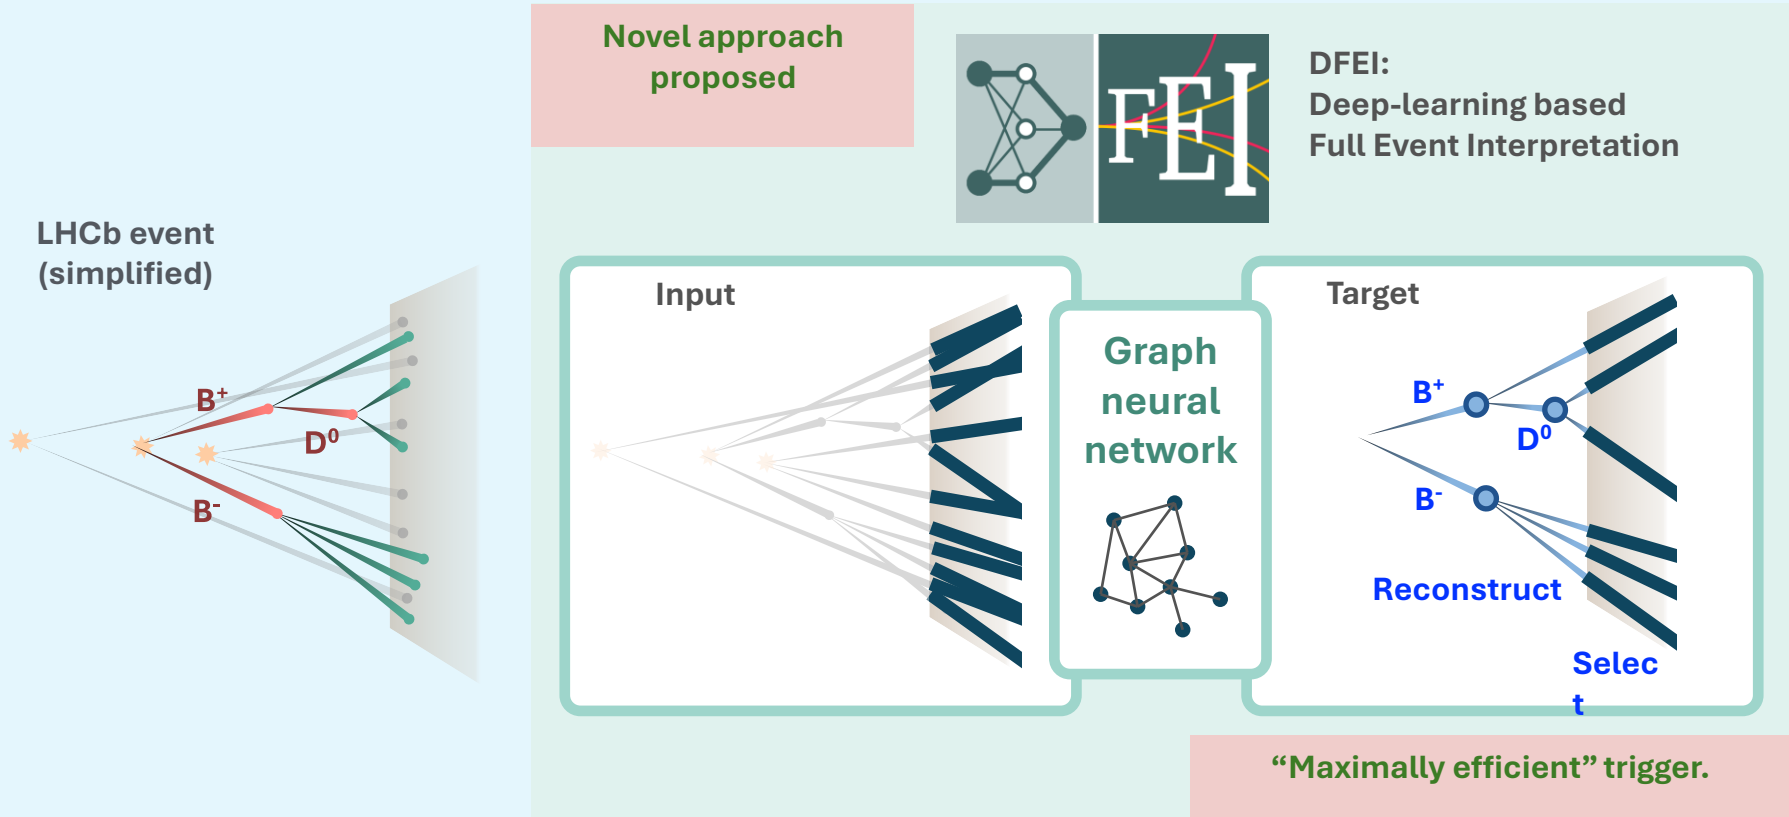 Novel approach
proposed
FEI
DFEI:
Deep-learning based
Full Event Interpretation
LHCb event
(simplified)
B+
D0
B-
Input
Graph
neural
network
Target
B+
D0
B-
Reconstruct
Selec
t
“Maximally efficient” trigger.